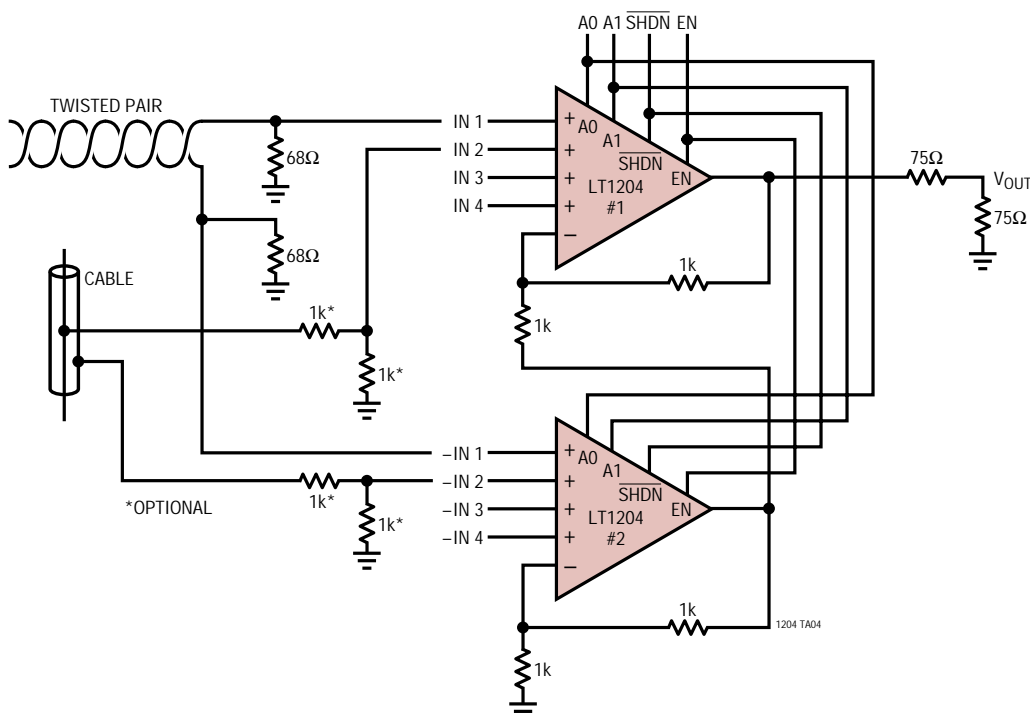 A0 A1 SHDN EN
TWISTED PAIR
IN 1
IN 2
IN 3
IN 4
68Ω
68Ω
+
+
+
+
–
A0
A1
SHDN
EN
LT1204
#1
75Ω
VOUT
75Ω
1k
1k
CABLE
1k*
1k*
–IN 1
–IN 2
–IN 3
–IN 4
1k*
1k*
*OPTIONAL
+
+
+
+
–
A0
A1
SHDN
EN
LT1204
#2
1k
1k
1204 TA04